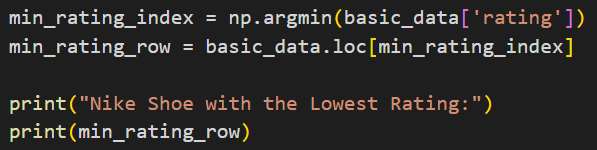 min_rating_index = np.argmin(basic_data['rating'])
min_rating_row = basic_data.loc[min_rating_index]
print("Nike Shoe with the Lowest Rating:")
print(min_rating_row)